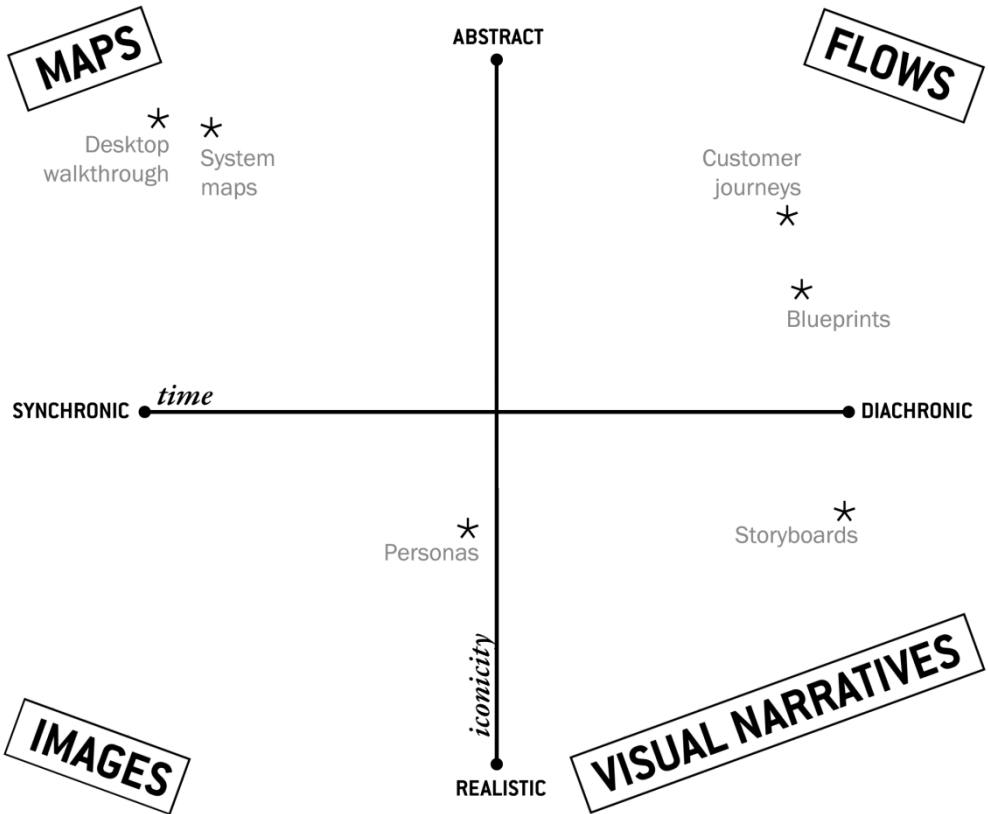 MAPS
ABSTRACT
FLOWS
Desktop
walkthrough
System
maps
Customer
journeys
Blueprints
time
SYNCHRONIC
DIACHRONIC
Personas
Storyboards
iconicity
IMAGES
VISUAL NARRATIVES
REALISTIC